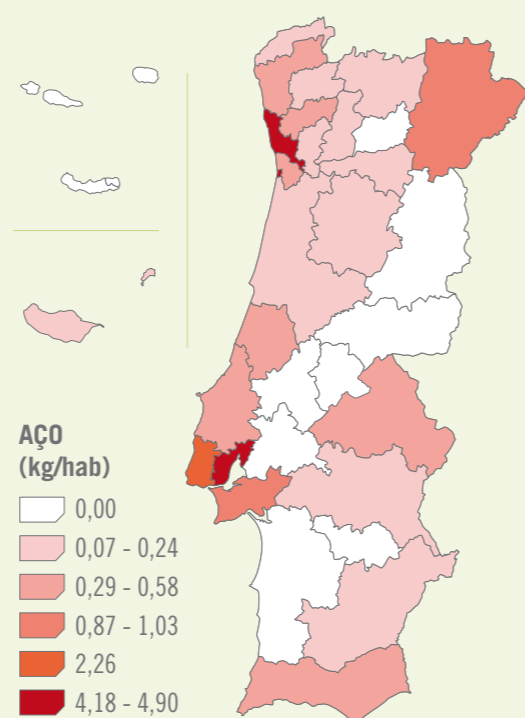 AÇO
(kg/hab)
0,00
0,07 - 0,24
0,29 - 0,58
0,87 - 1,03
2,26
4,18 - 4,90